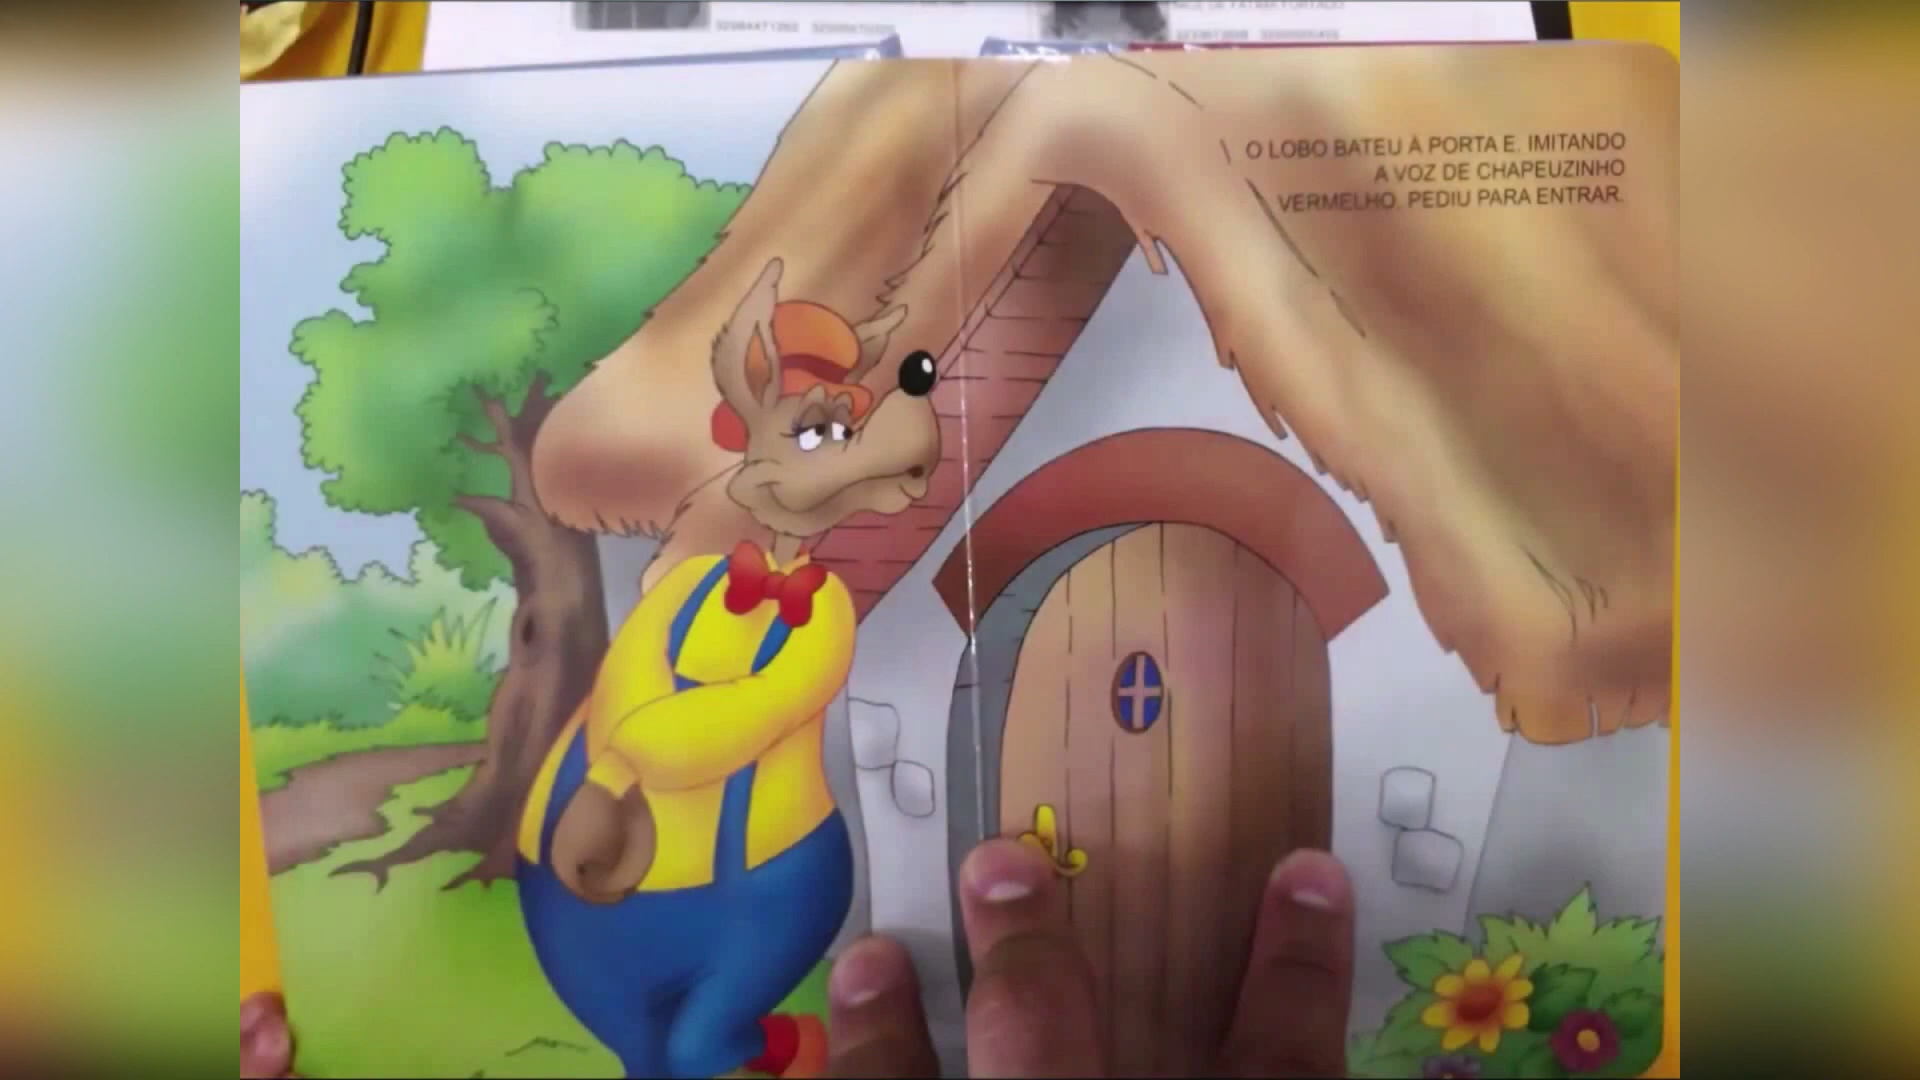 O LOBO BATEU À PORTA E, IMITANDO
A VOZ DE CHAPEUZINHO
VERMELHO, PEDIU PARA ENTRAR.